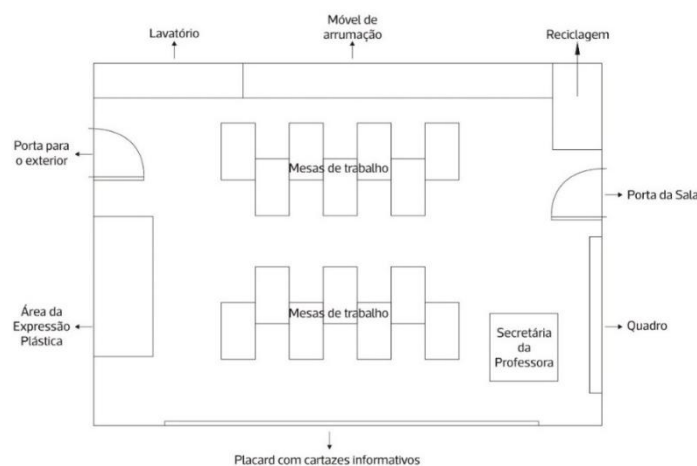 Lavatório
Móvel de
arrumação
Reciclagem
Porta para
o exterior
Mesas de trabalho
Porta da Sala
Área da
Expressão
Plástica
Mesas de trabalho
Secretária
da
Professora
Quadro
Placard com cartazes informativos